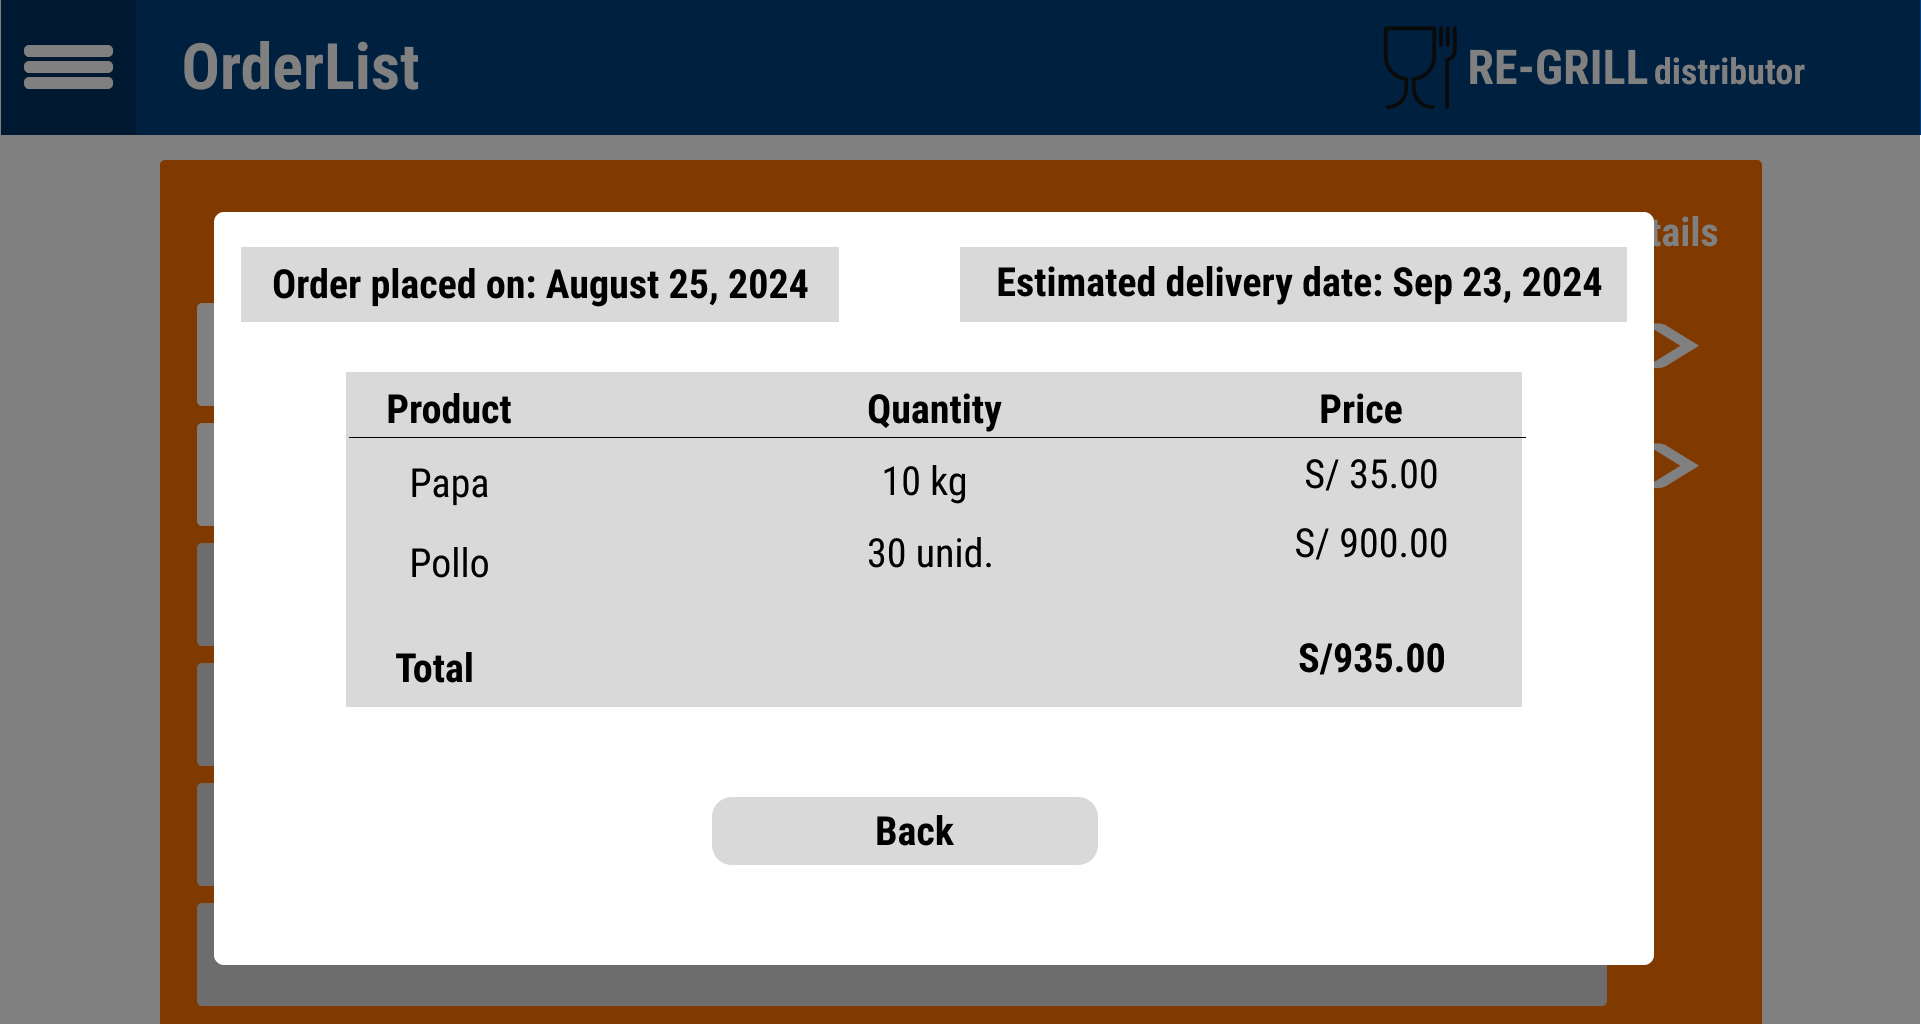 OrderList
RE-GRILL distributor
tails
Order placed on: August 25, 2024
Estimated delivery date: Sep 23, 2024
Product Quantity Price
Papa 10 kg S/ 35.00
Pollo 30 unid. S/ 900.00
Total S/935.00
Back